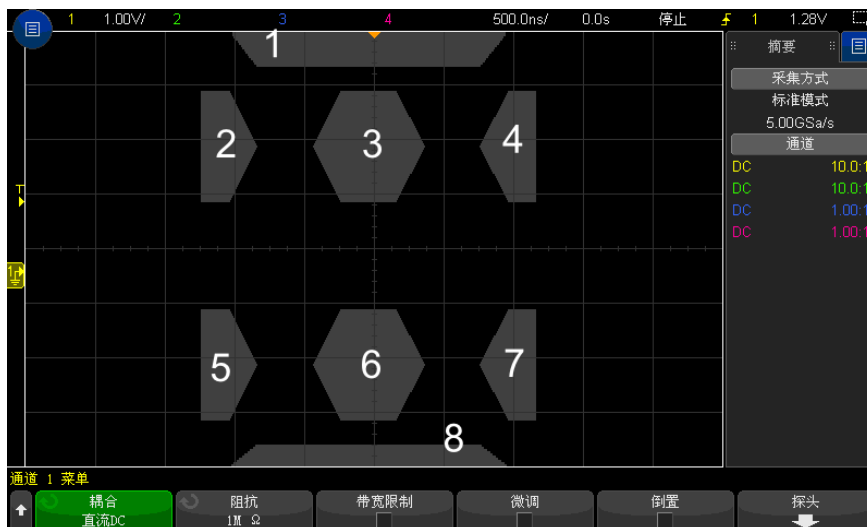 1 1.00V/ 2 3 4 500.0ns/ 0.0s 停止 1 1.28V
摘要
采集方式
标准模式
5.00GSa/s
通道
DC 10.0:1
DC 10.0:1
DC 1.00:1
DC 1.00:1
1
2 3 4
T
1
5 6 7
8
通道 1 菜单
耦合 阻抗 带宽限制 微调 倒置 探头
直流DC 1M Ω